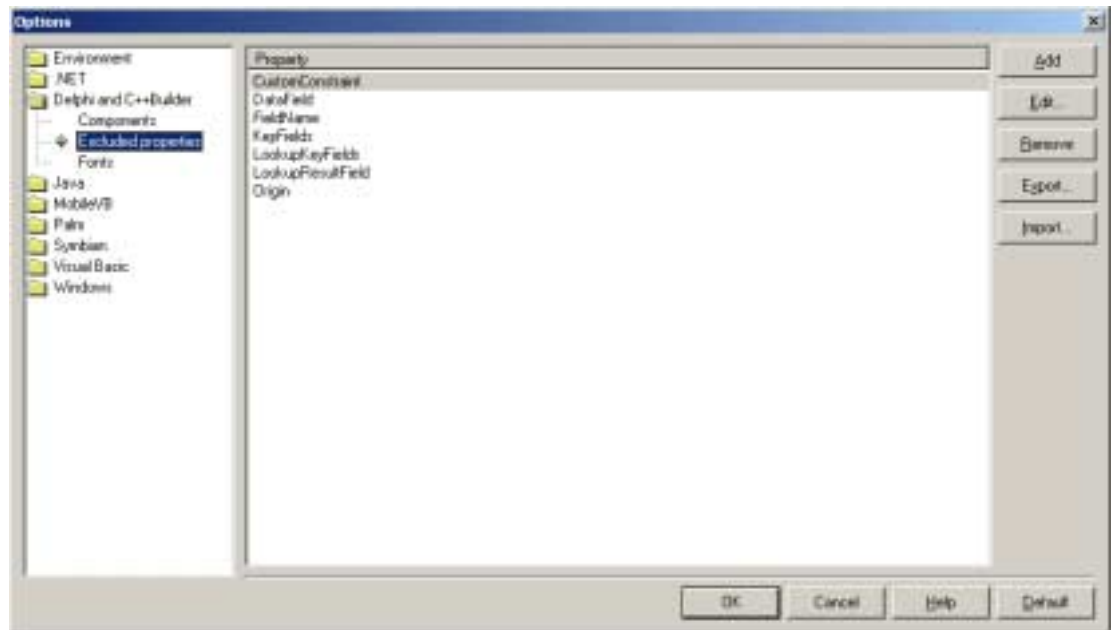 Options
Environment
.NET
Delphi and C++Builder
Components
Excluded properties
Fonts
Java
MobileVB
Palm
Symbian
Visual Basic
Windows
Property
CustomConstraint
DataField
FieldName
KeyFields
LookupKeyFields
LookupResultField
Origin
Add
Edit...
Remove
Export...
Import...
OK
Cancel
Help
Default